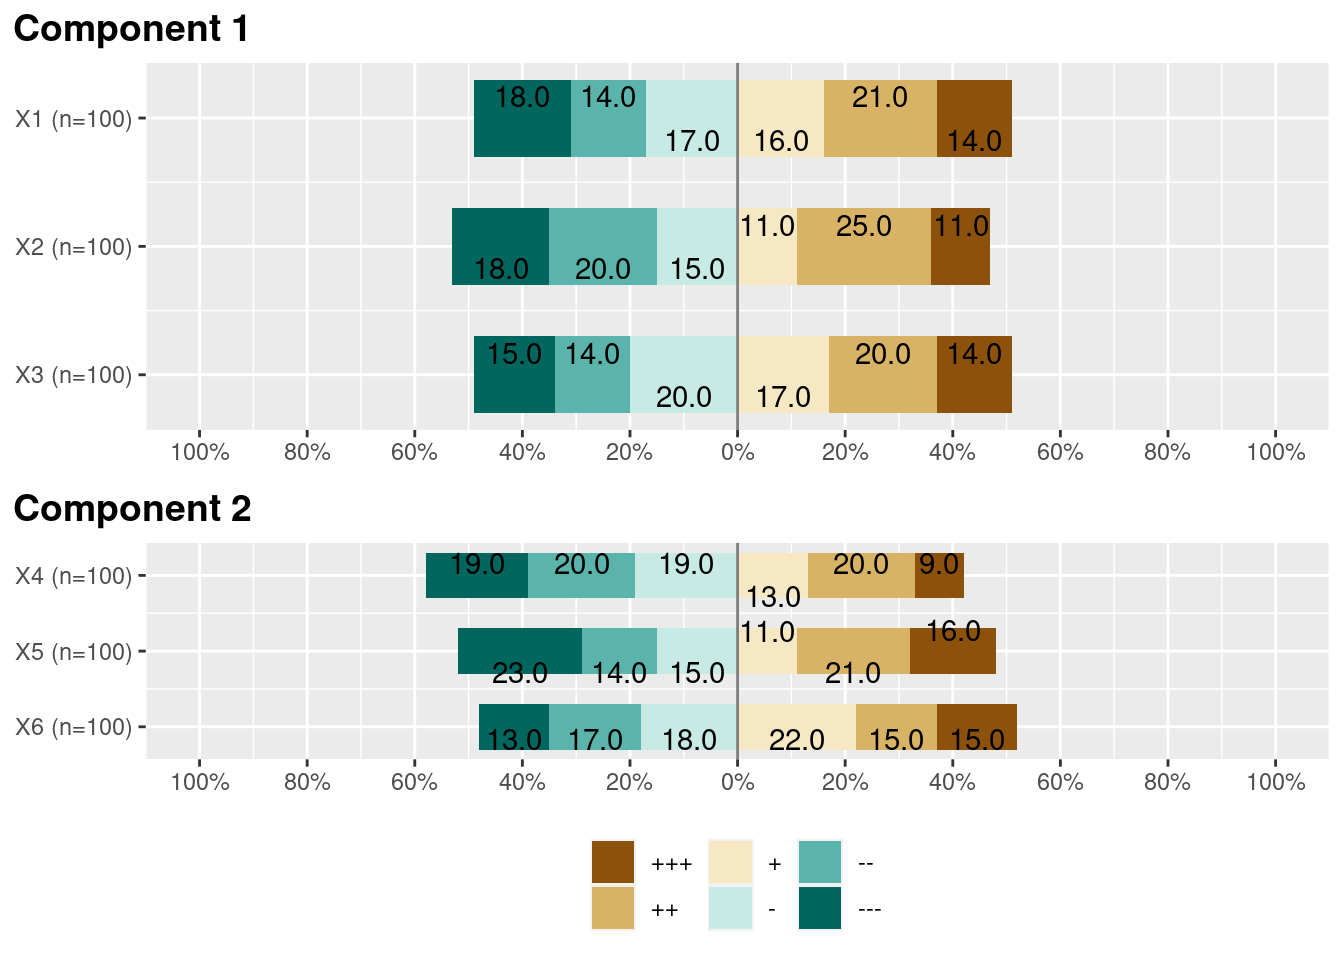 Component 1
X1 (n=100) 18.0 14.0 17.0 16.0 21.0 14.0
X2 (n=100) 18.0 20.0 15.0 11.0 25.0 11.0
X3 (n=100) 15.0 14.0 20.0 17.0 20.0 14.0
100% 80% 60% 40% 20% 0% 20% 40% 60% 80% 100%
Component 2
X4 (n=100) 19.0 20.0 19.0 13.0 20.0 9.0
X5 (n=100) 23.0 14.0 15.0 11.0 21.0 16.0
X6 (n=100) 13.0 17.0 18.0 22.0 15.0 15.0
100% 80% 60% 40% 20% 0% 20% 40% 60% 80% 100%
+++ + --
++ - ---